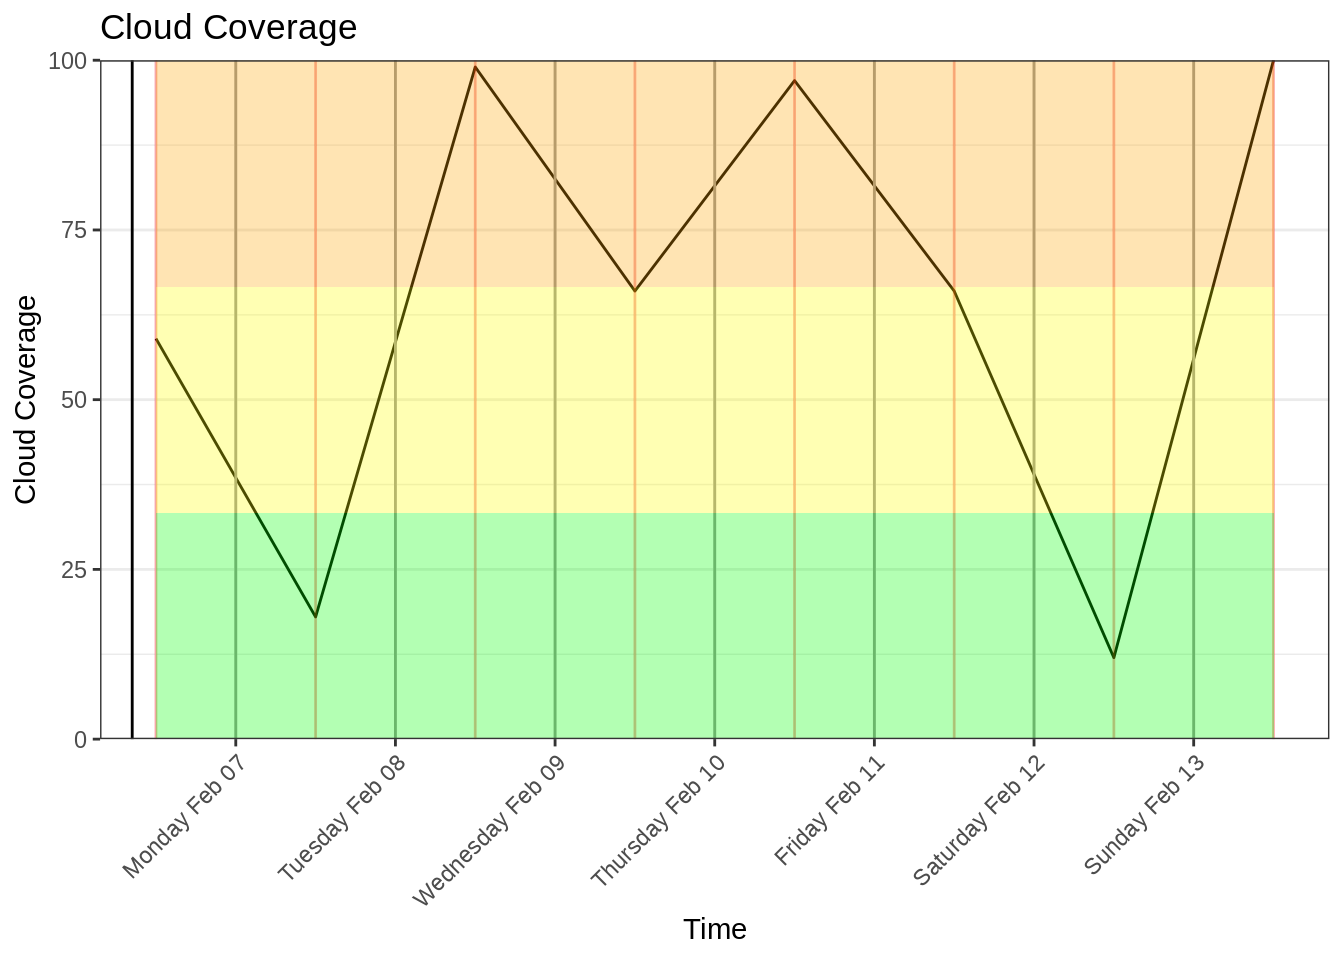 Cloud Coverage
Cloud Coverage
100
75
50
25
0
Monday Feb 07
Tuesday Feb 08
Wednesday Feb 09
Thursday Feb 10
Friday Feb 11
Saturday Feb 12
Sunday Feb 13
Time